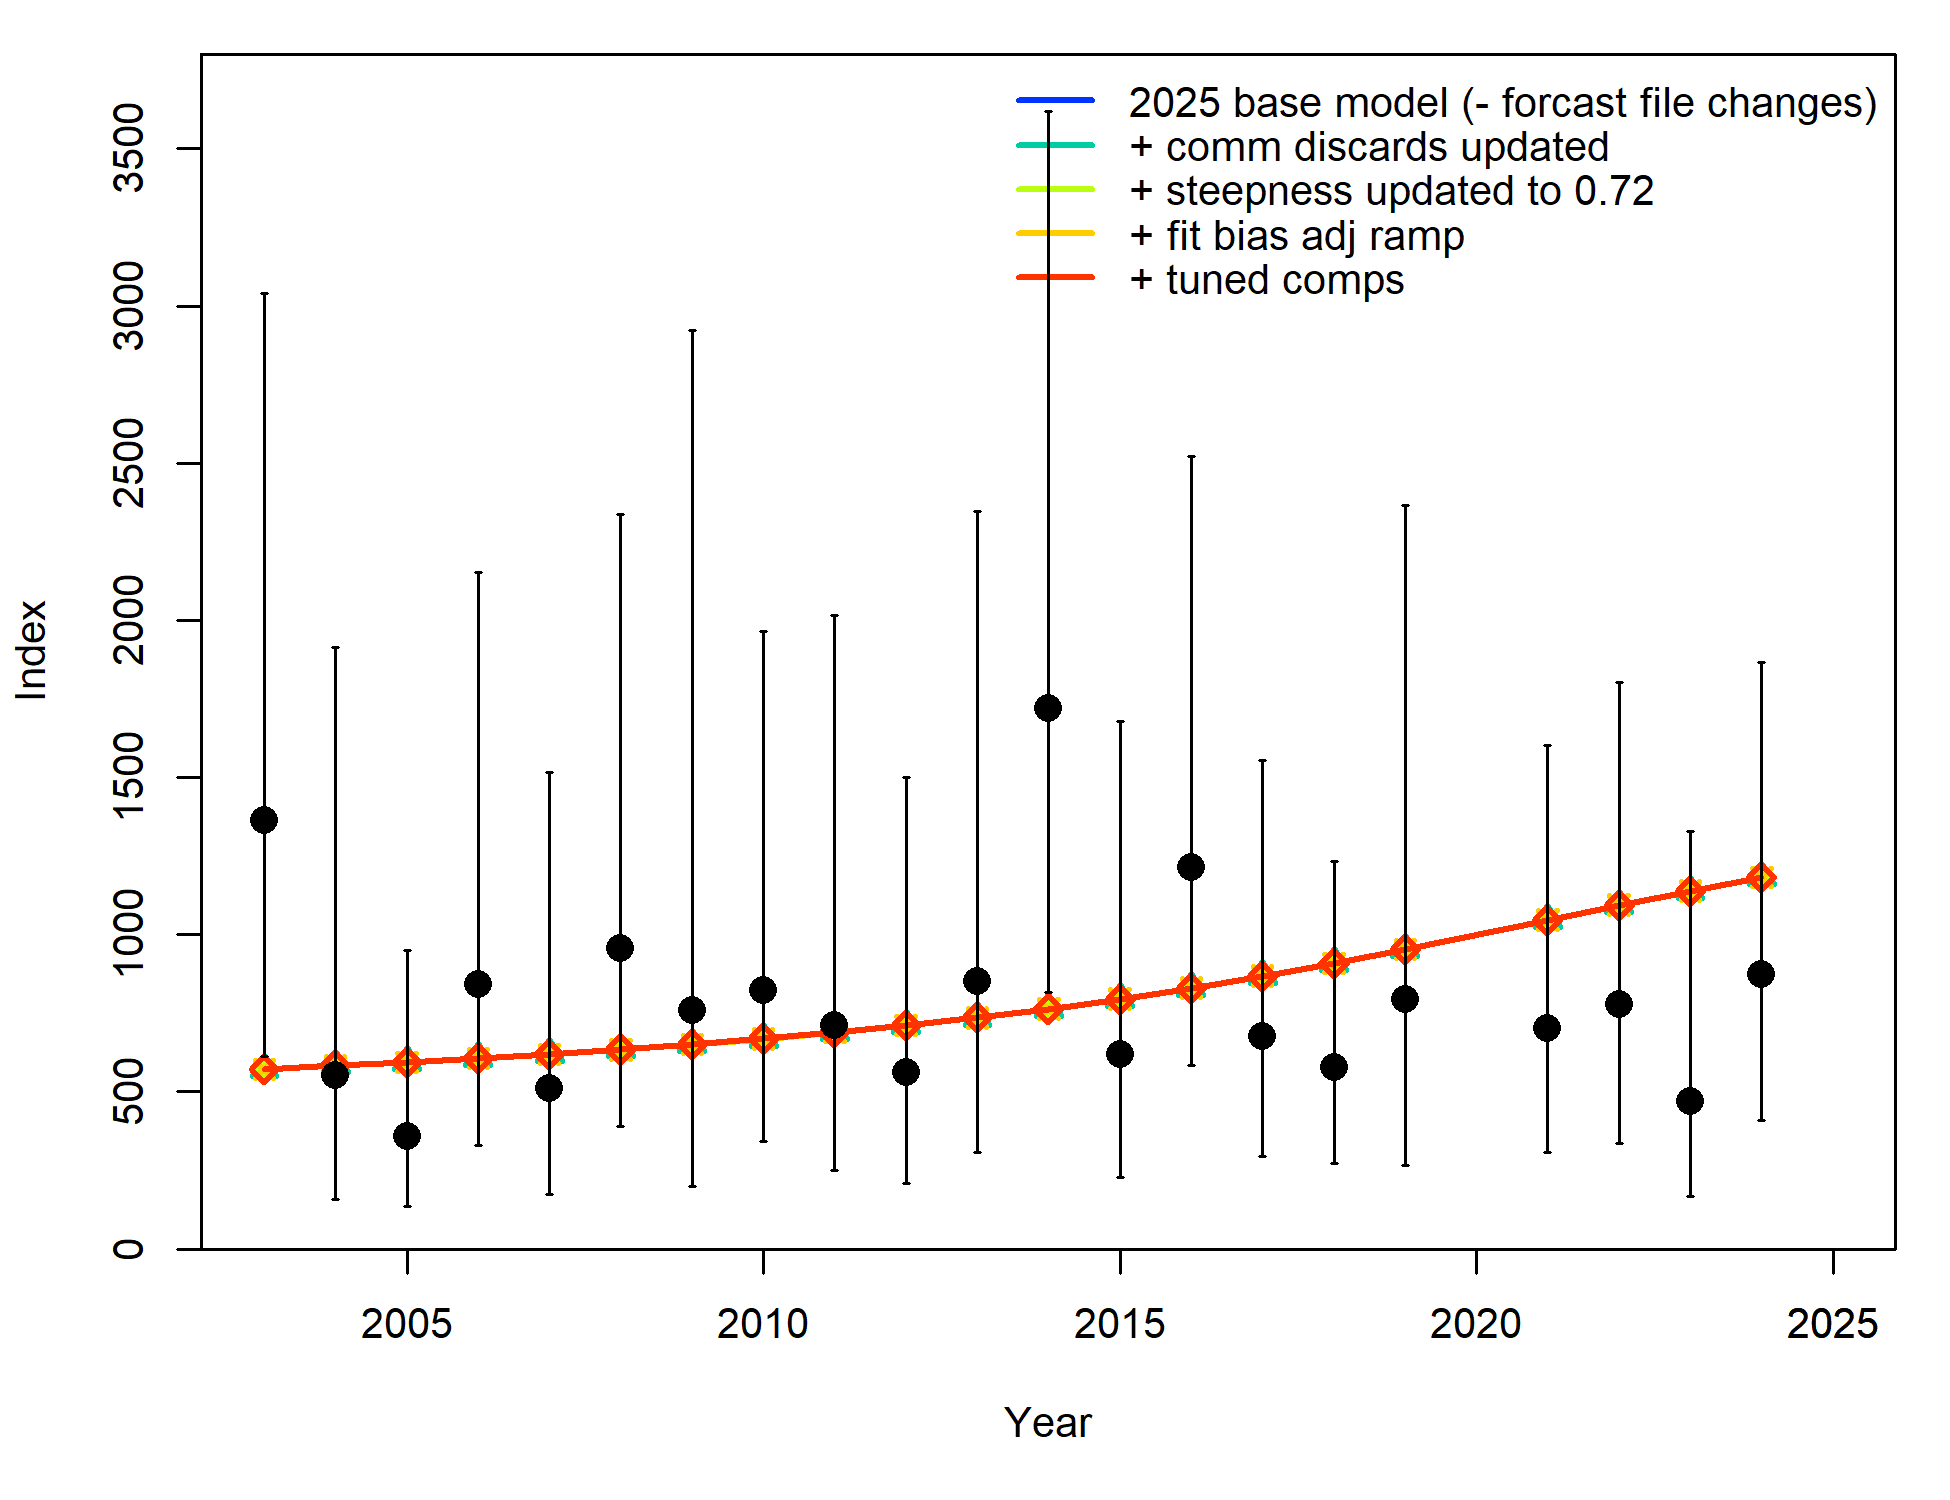 2025 base model (- forcast file changes)
+ comm discards updated
+ steepness updated to 0.72
+ fit bias adj ramp
+ tuned comps
3500
3000
2500
2000
1500
1000
500
0
Index
2005 2010 2015 2020 2025
Year